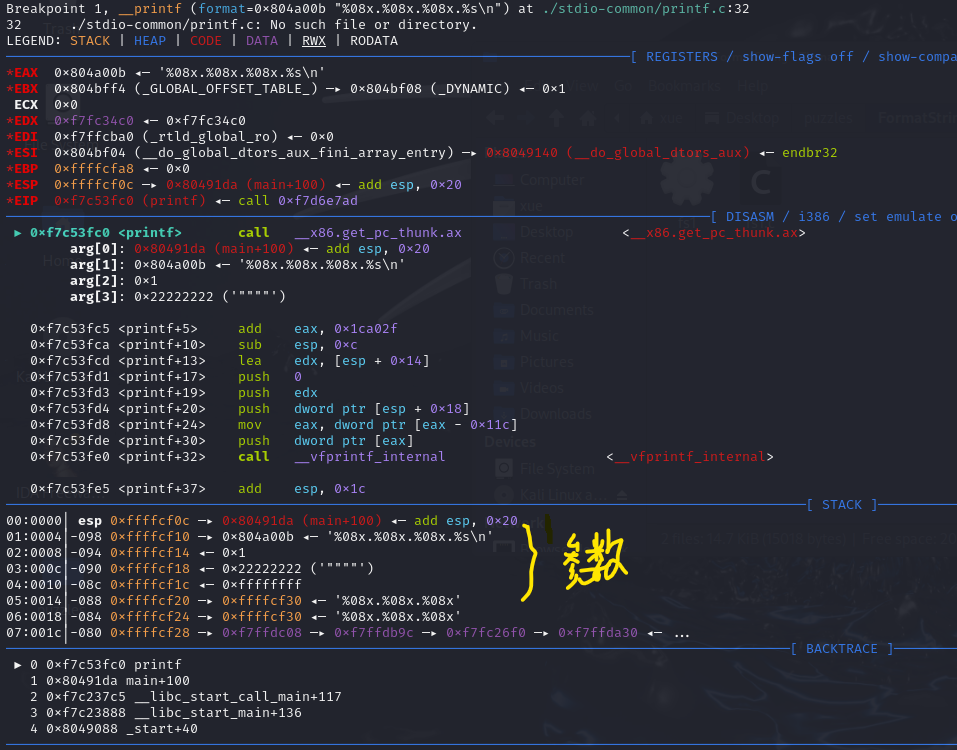 Breakpoint 1, __printf (format=0×804a00b "%08x.%08x.%08x.%s\n") at ./stdio-common/printf.c:32
32      ./stdio-common/printf.c: No such file or directory.
LEGEND: STACK | HEAP | CODE | DATA | RWX | RODATA
[ REGISTERS / show-flags off / show-compa
*EAX  0×804a00b ◂— '%08x.%08x.%08x.%s\n'
*EBX  0×804bff4 (_GLOBAL_OFFSET_TABLE_) —▸ 0×804bf08 (_DYNAMIC) ◂— 0×1
ECX  0×0
*EDX  0×f7fc34c0 ◂— 0×f7fc34c0
*EDI  0×f7ffcba0 (_rtld_global_ro) ◂— 0×0
*ESI  0×804bf04 (__do_global_dtors_aux_fini_array_entry) —▸ 0×8049140 (__do_global_dtors_aux) ◂— endbr32
*EBP  0×ffffcfa8 ◂— 0×0
*ESP  0×ffffcf0c —▸ 0×80491da (main+100) ◂— add esp, 0×20
*EIP  0×f7c53fc0 (printf) ◂— call 0×f7d6e7ad
[ DISASM / i386 / set emulate o
► 0×f7c53fc0 <printf>       call   __x86.get_pc_thunk.ax                    <__x86.get_pc_thunk.ax>
arg[0]: 0×80491da (main+100) ◂— add esp, 0×20
arg[1]: 0×804a00b ◂— '%08x.%08x.%08x.%s\n'
arg[2]: 0×1
arg[3]: 0×22222222 ('""""')
0×f7c53fc5 <printf+5>     add    eax, 0×1ca02f
0×f7c53fca <printf+10>    sub    esp, 0×c
0×f7c53fcd <printf+13>    lea    edx, [esp + 0×14]
0×f7c53fd1 <printf+17>    push   0
0×f7c53fd3 <printf+19>    push   edx
0×f7c53fd4 <printf+20>    push   dword ptr [esp + 0×18]
0×f7c53fd8 <printf+24>    mov    eax, dword ptr [eax - 0×11c]
0×f7c53fde <printf+30>    push   dword ptr [eax]
0×f7c53fe0 <printf+32>    call   __vfprintf_internal                    <__vfprintf_internal>
0×f7c53fe5 <printf+37>    add    esp, 0×1c
[ STACK ]
00:0000│ esp 0×ffffcf0c —▸ 0×80491da (main+100) ◂— add esp, 0×20
01:0004│-098 0×ffffcf10 —▸ 0×804a00b ◂— '%08x.%08x.%08x.%s\n'
02:0008│-094 0×ffffcf14 ◂— 0×1
03:000c│-090 0×ffffcf18 ◂— 0×22222222 ('""""')
04:0010│-08c 0×ffffcf1c ◂— 0×ffffffff
05:0014│-088 0×ffffcf20 —▸ 0×ffffcf30 ◂— '%08x.%08x.%08x'
06:0018│-084 0×ffffcf24 —▸ 0×ffffcf30 ◂— '%08x.%08x.%08x'
07:001c│-080 0×ffffcf28 —▸ 0×f7ffdc08 —▸ 0×f7ffdb9c —▸ 0×f7fc26f0 —▸ 0×f7ffda30 ◂— ...
参数
[ BACKTRACE ]
► 0 0×f7c53fc0 printf
1 0×80491da main+100
2 0×f7c237c5 __libc_start_call_main+117
3 0×f7c23888 __libc_start_main+136
4 0×8049088 _start+40
Computer
Desktop
Recent
Trash
Documents
Music
Pictures
Videos
Downloads
Devices
File System